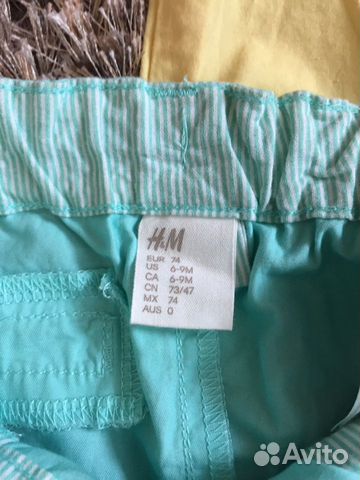 H&M
EUR 74
US 6-9M
CA 6-9M
CN 73/47
MX 74
AUS 0
Avito